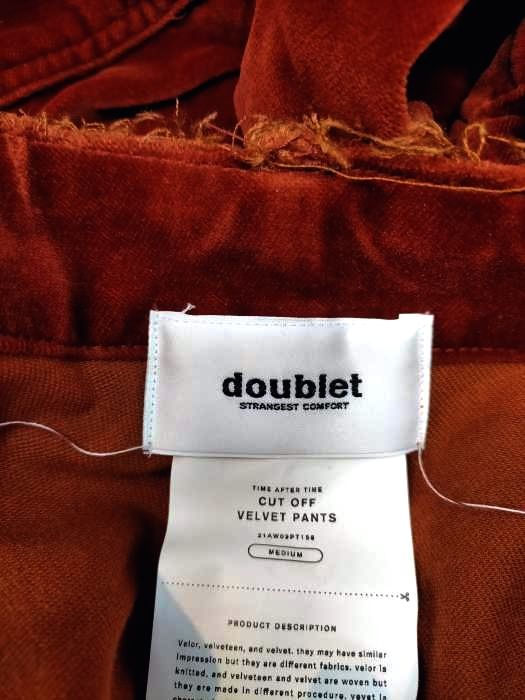 doublet
STRANGEST COMFORT
TIME AFTER TIME
CUT OFF
VELVET PANTS
21AW09PT158
MEDIUM
PRODUCT DESCRIPTION
Velor, velveteen, and velvet. they may have similar
impression but they are different fabrics. velor is
knitted, and velveteen and velvet are woven but
they are made in different procedure. yevet is